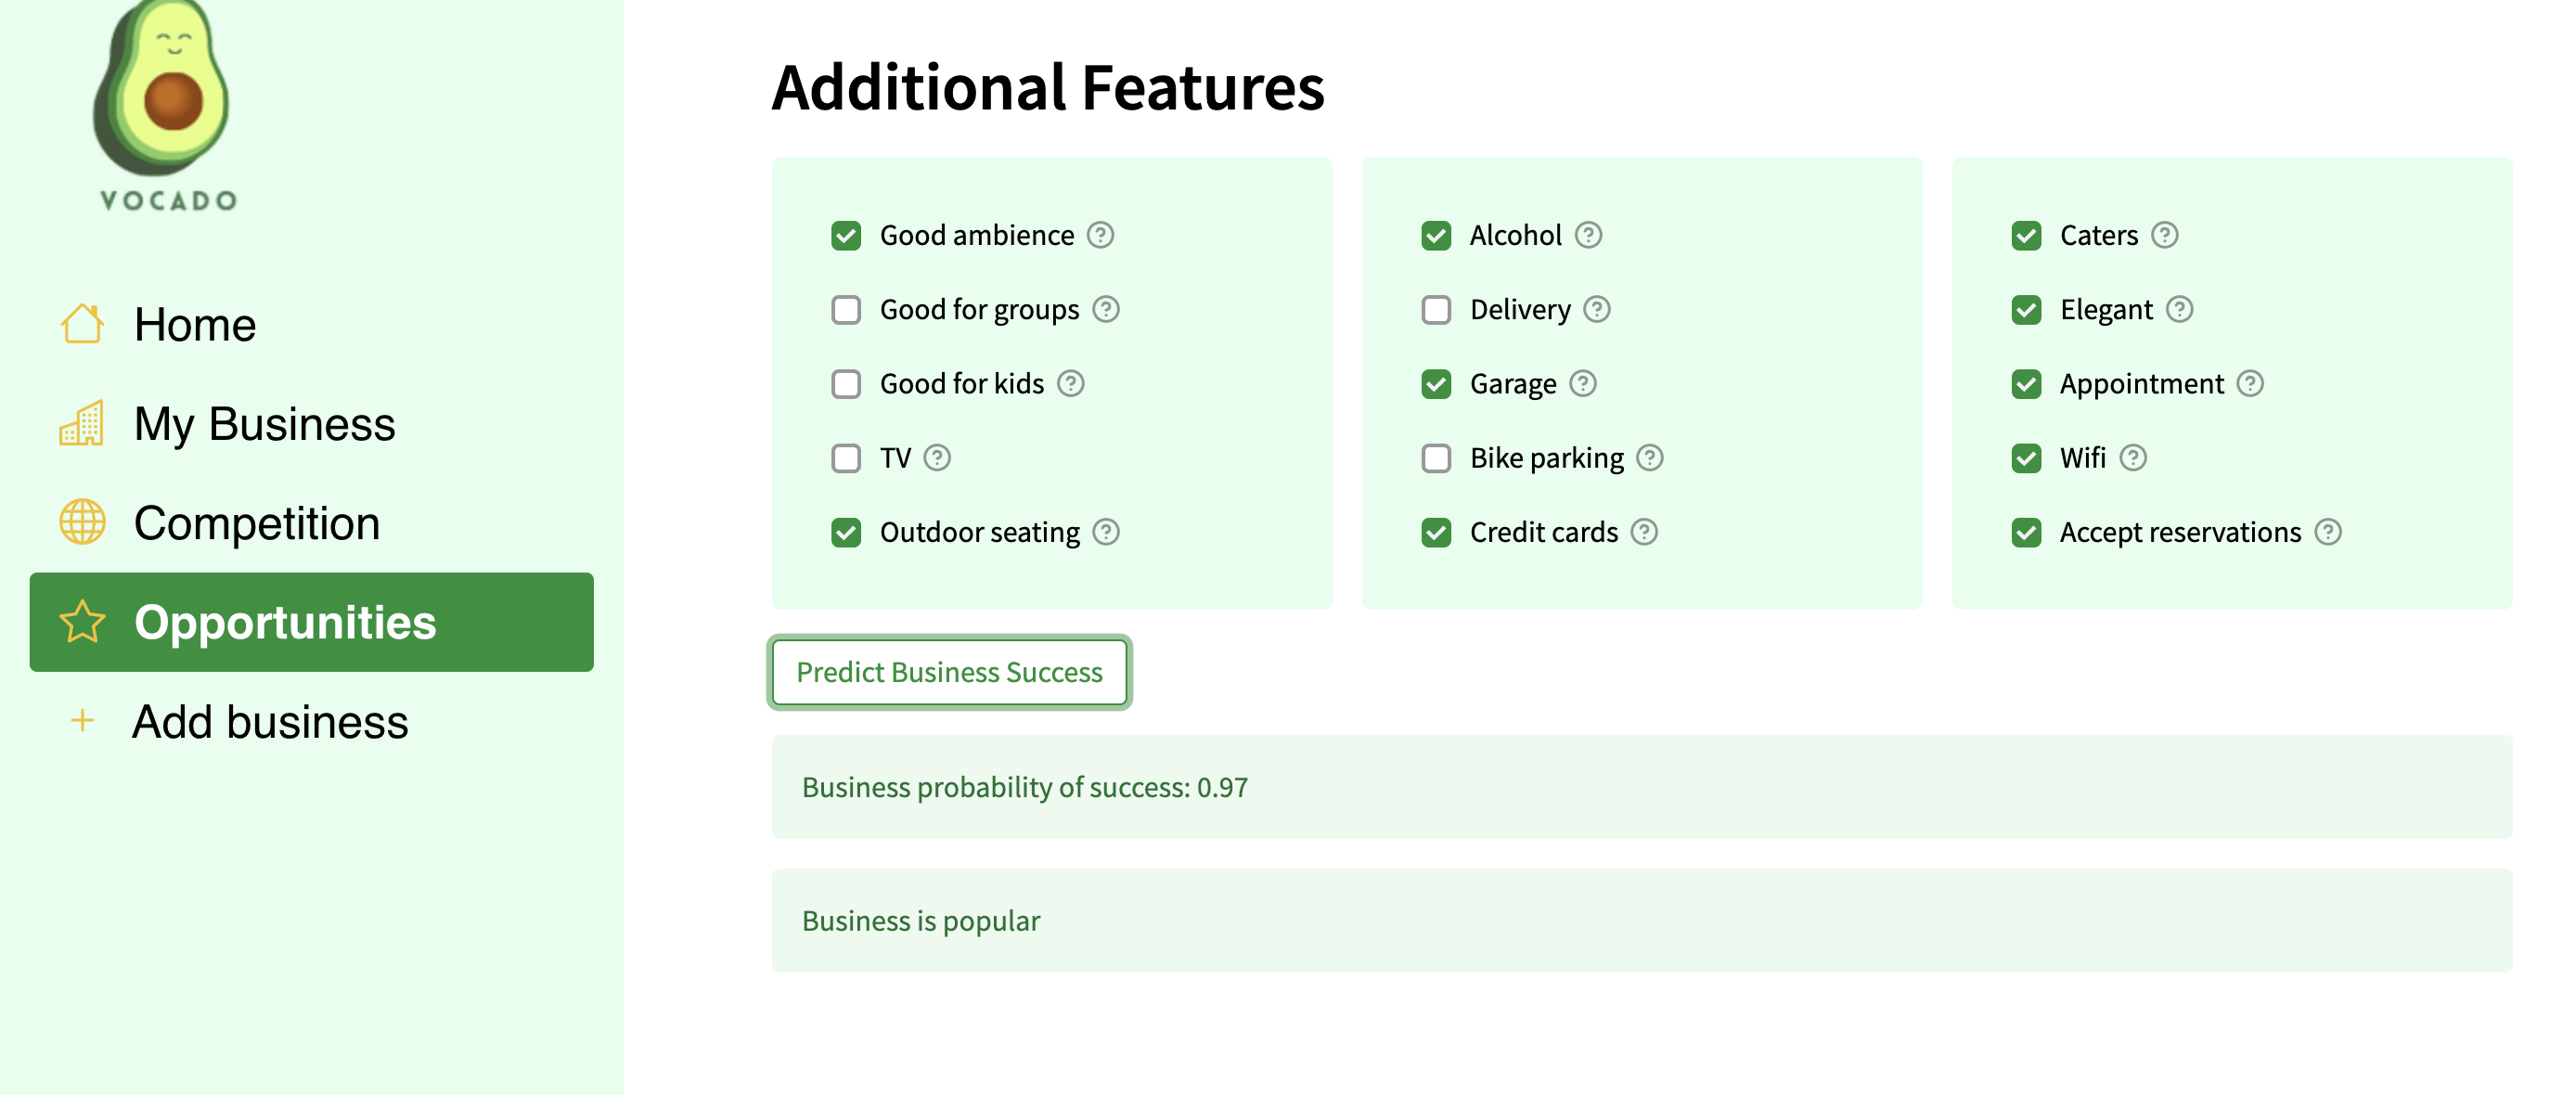 VOCADO
Home
My Business
Competition
Opportunities
Add business
Additional Features
Good ambience
Good for groups
Good for kids
TV
Outdoor seating
Alcohol
Delivery
Garage
Bike parking
Credit cards
Caters
Elegant
Appointment
Wifi
Accept reservations
Predict Business Success
Business probability of success: 0.97
Business is popular